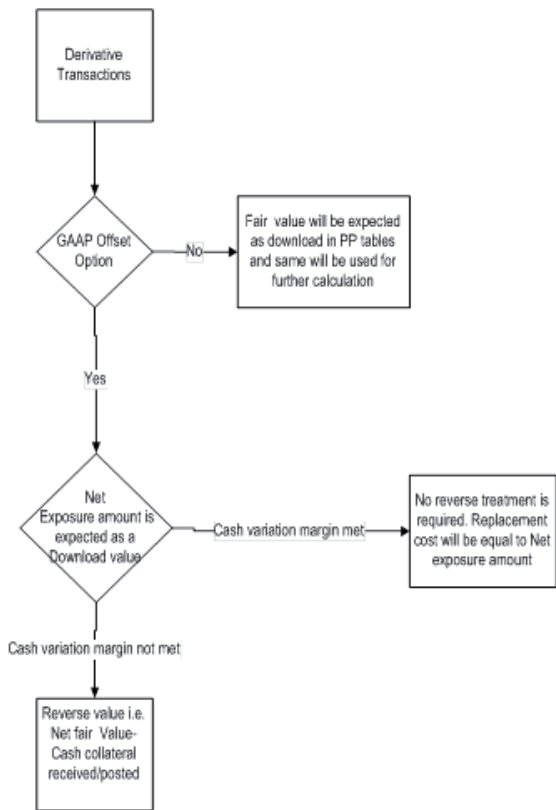 Derivative
Transactions
GAAP Offset
Option
No
Fair value will be expected
as download in PP tables
and same will be used for
further calculation
Yes
Net
Exposure amount is
expected as a
Download value
Cash variation margin met
No reverse treatment is
required. Replacement
cost will be equal to Net
exposure amount
Cash variation margin not met
Reverse value i.e.
Net fair Value-
Cash collateral
received/posted